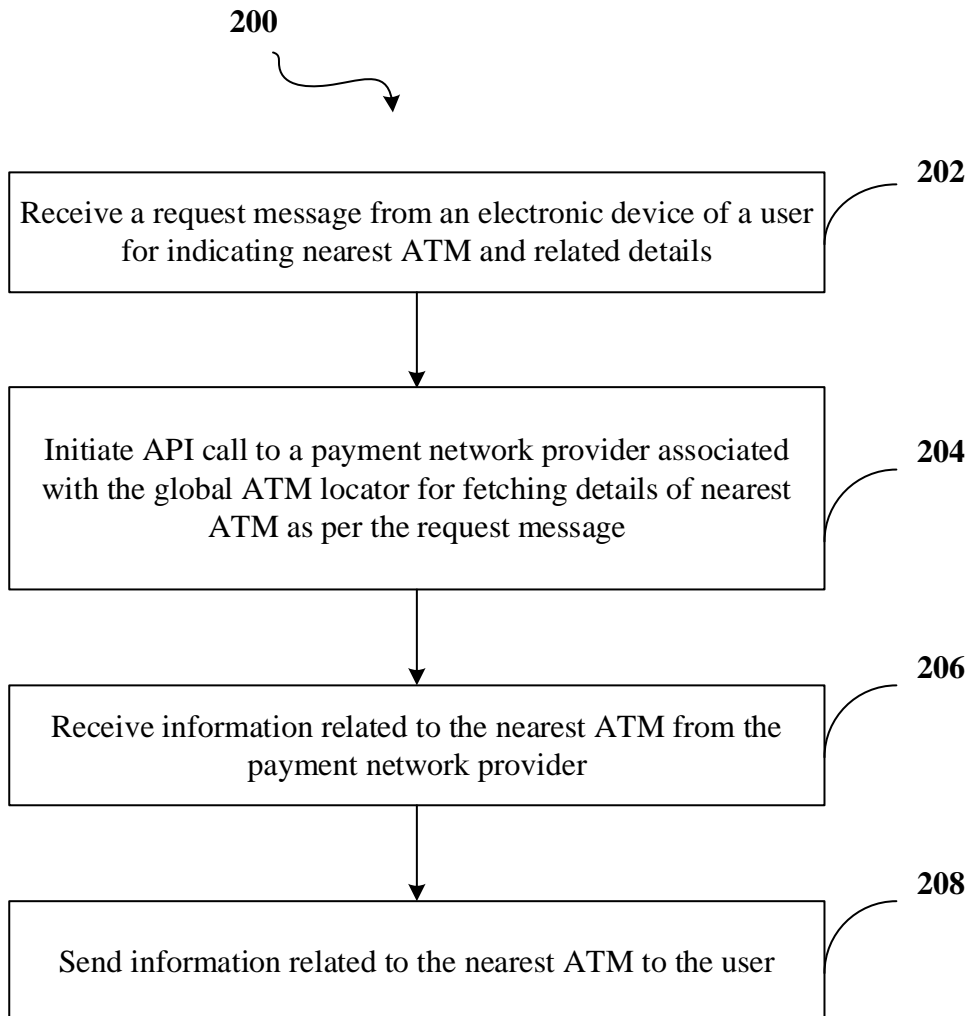 200
202
Receive a request message from an electronic device of a user
for indicating nearest ATM and related details
204
Initiate API call to a payment network provider associated
with the global ATM locator for fetching details of nearest
ATM as per the request message
206
Receive information related to the nearest ATM from the
payment network provider
208
Send information related to the nearest ATM to the user